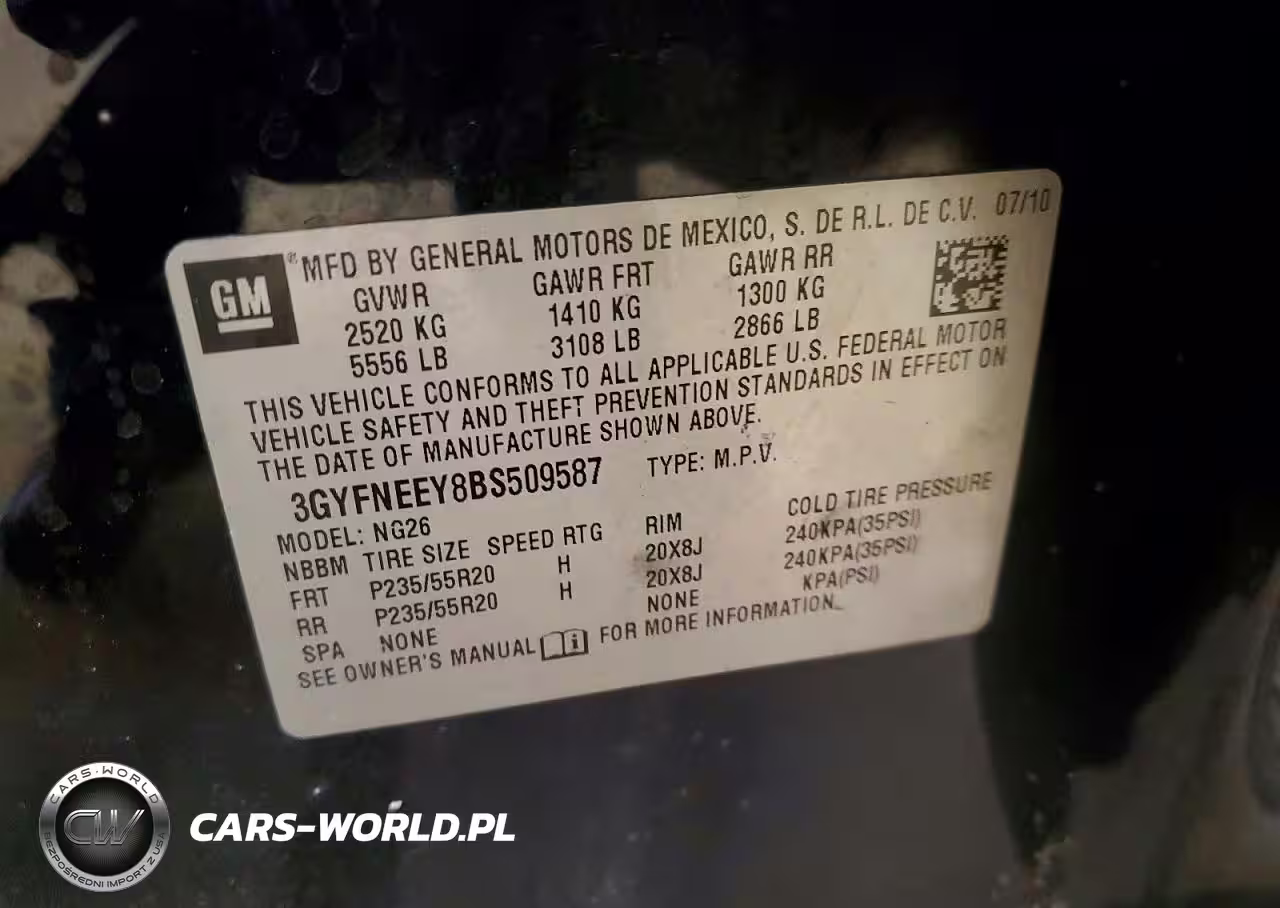 GM
® MFD BY GENERAL MOTORS DE MEXICO, S. DE R.L. DE C.V. 07/10
GVWR GAWR FRT GAWR RR
2520 KG 1410 KG 1300 KG
5556 LB 3108 LB 2866 LB
THIS VEHICLE CONFORMS TO ALL APPLICABLE U.S. FEDERAL MOTOR
VEHICLE SAFETY AND THEFT PREVENTION STANDARDS IN EFFECT ON
THE DATE OF MANUFACTURE SHOWN ABOVE.
3GYFNEEY8BS509587 TYPE: M.P.V.
MODEL: NG26
NBBM TIRE SIZE SPEED RTG RIM COLD TIRE PRESSURE
FRT P235/55R20 H 20X8J 240KPA(35PSI)
RR P235/55R20 H 20X8J 240KPA(35PSI)
SPA NONE NONE KPA(PSI)
SEE OWNER'S MANUAL FOR MORE INFORMATION.
CARS-WORLD
CW
BEZPOŚREDNI IMPORT Z USA
CARS-WORLD.PL